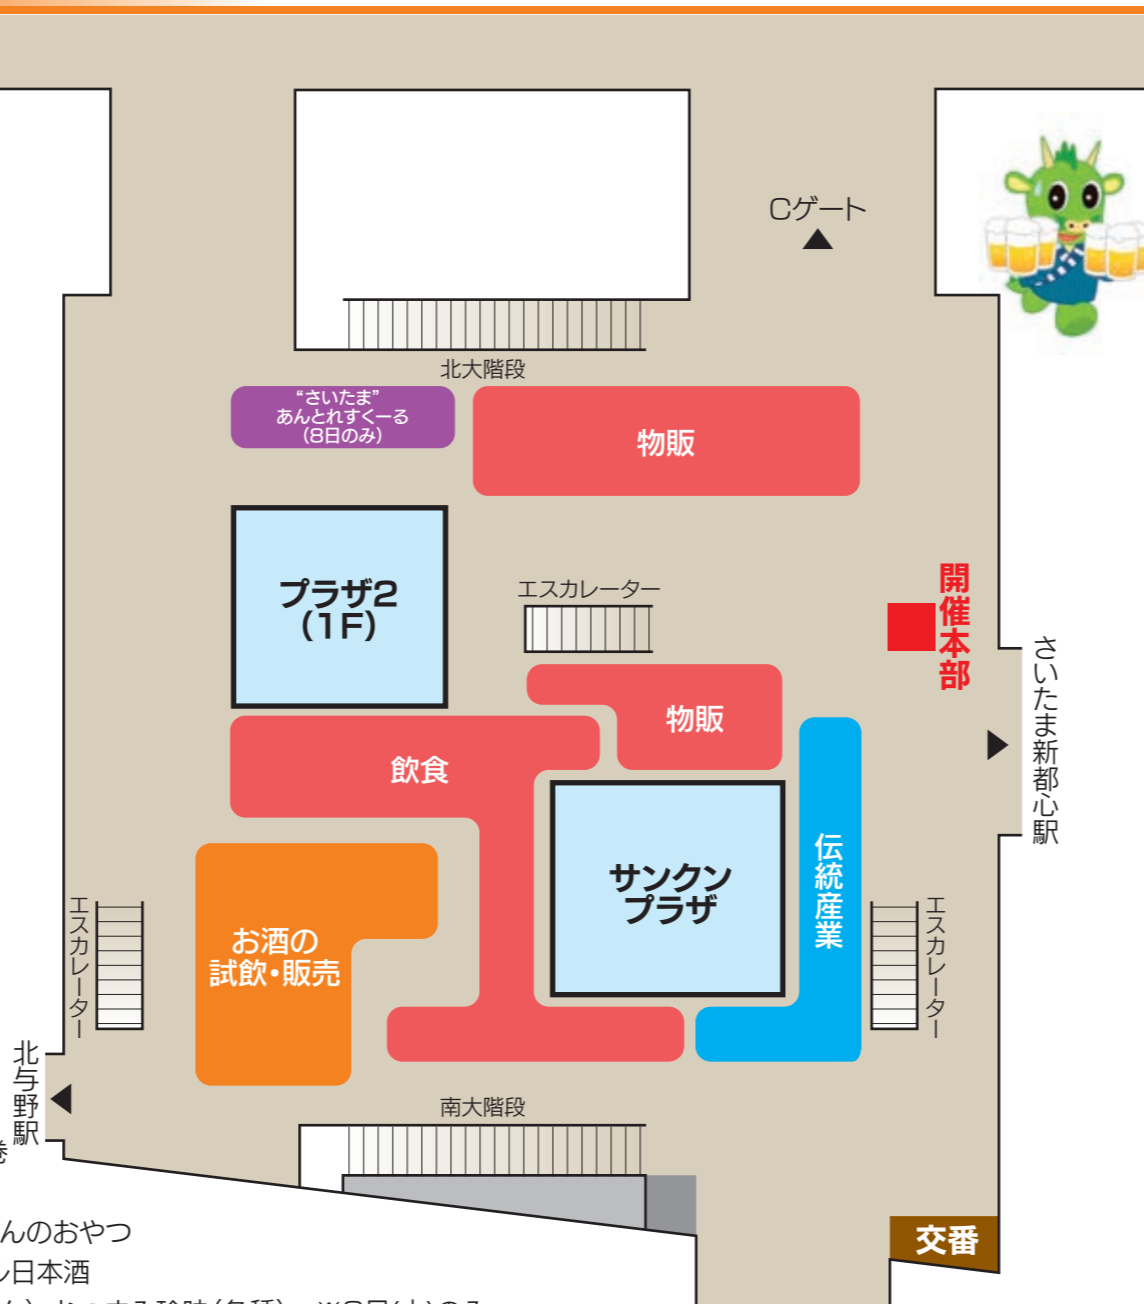 Cゲート
北大階段
“さいたま”
あんとれすくーる
（8日のみ）
物販
プラザ2
（1F）
エスカレーター
開催本部
さいたま新都心駅
物販
飲食
伝統産業
サンクン
プラザ
お酒の
試飲・販売
エスカレーター
エスカレーター
北与野駅
南大階段
んのおやつ
日本酒
交番